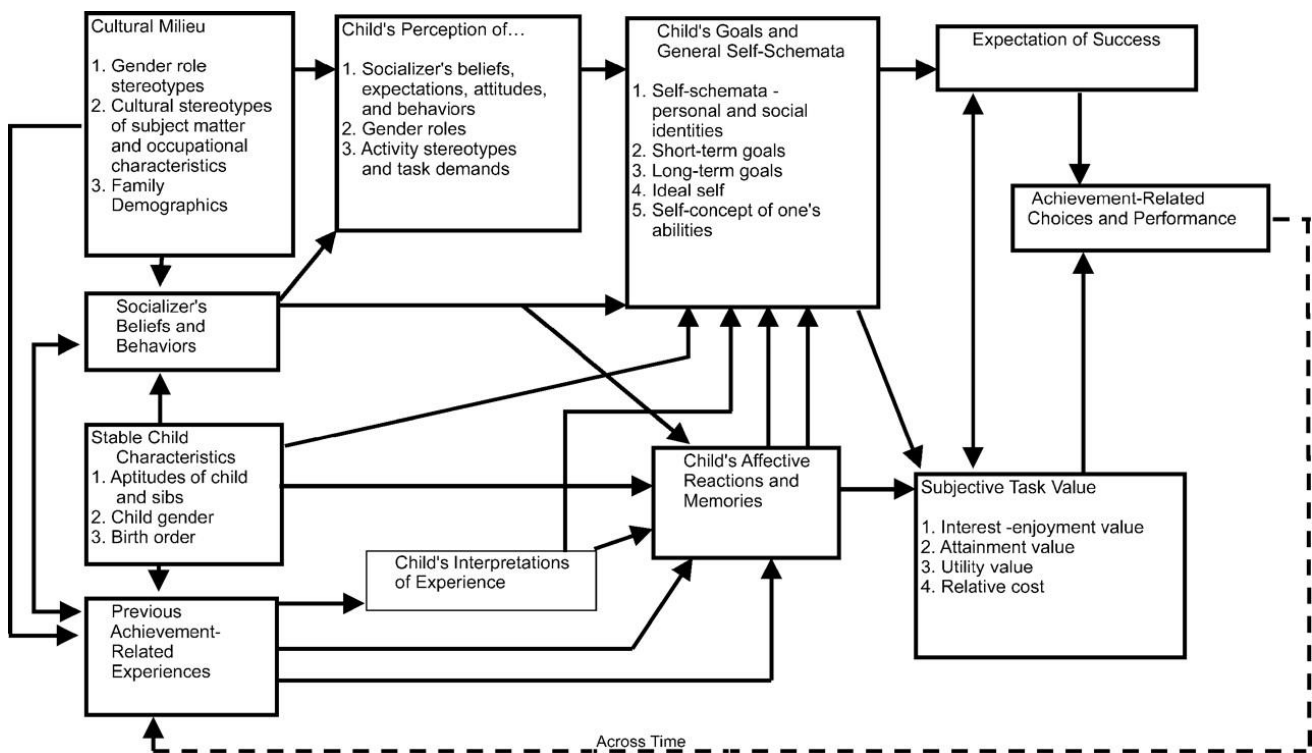 Cultural Milieu
1. Gender role
stereotypes
2. Cultural stereotypes
of subject matter
and occupational
characteristics
3. Family
Demographics
Child's Perception of…
1. Socializer's beliefs,
expectations, attitudes,
and behaviors
2. Gender roles
3. Activity stereotypes
and task demands
Child's Goals and
General Self-Schemata
1. Self-schemata -
personal and social
identities
2. Short-term goals
3. Long-term goals
4. Ideal self
5. Self-concept of one's
abilities
Expectation of Success
Achievement-Related
Choices and Performance
Socializer's
Beliefs and
Behaviors
Stable Child
Characteristics
1. Aptitudes of child
and sibs
2. Child gender
3. Birth order
Child's Affective
Reactions and
Memories
Subjective Task Value
1. Interest -enjoyment value
2. Attainment value
3. Utility value
4. Relative cost
Child's Interpretations
of Experience
Previous
Achievement-
Related
Experiences
Across Time